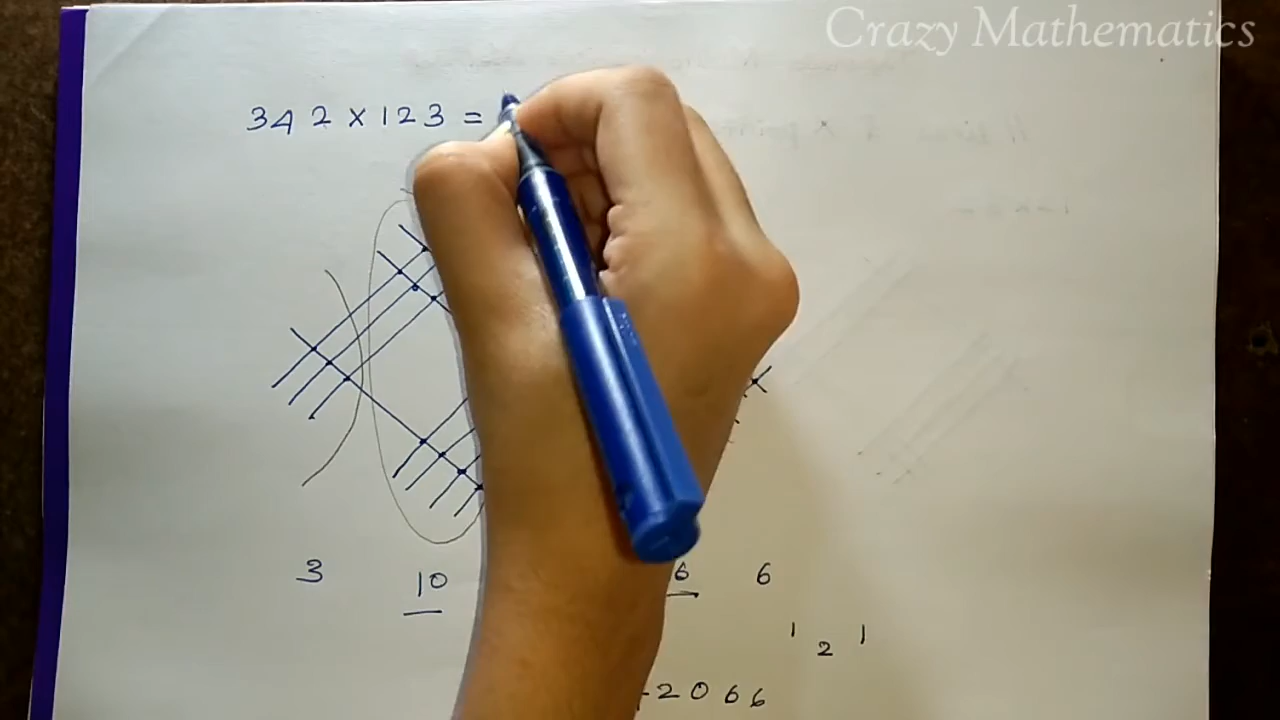 Crazy Mathematics
342 x 123 =
3 10 6 6
1 2 1
2066